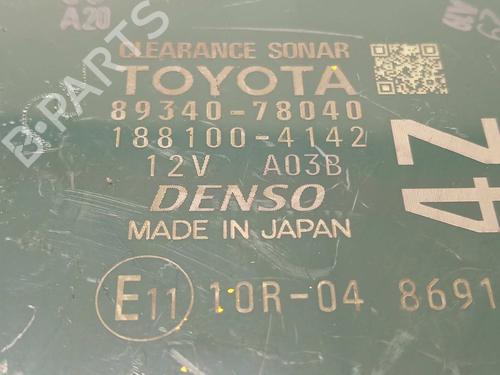 A20
CLEARANCE SONAR
TOYOTA
89340-78040
188100-4142
12V A03B
DENSO
MADE IN JAPAN
4Z
E11 10R-04 8691
B-PARTS